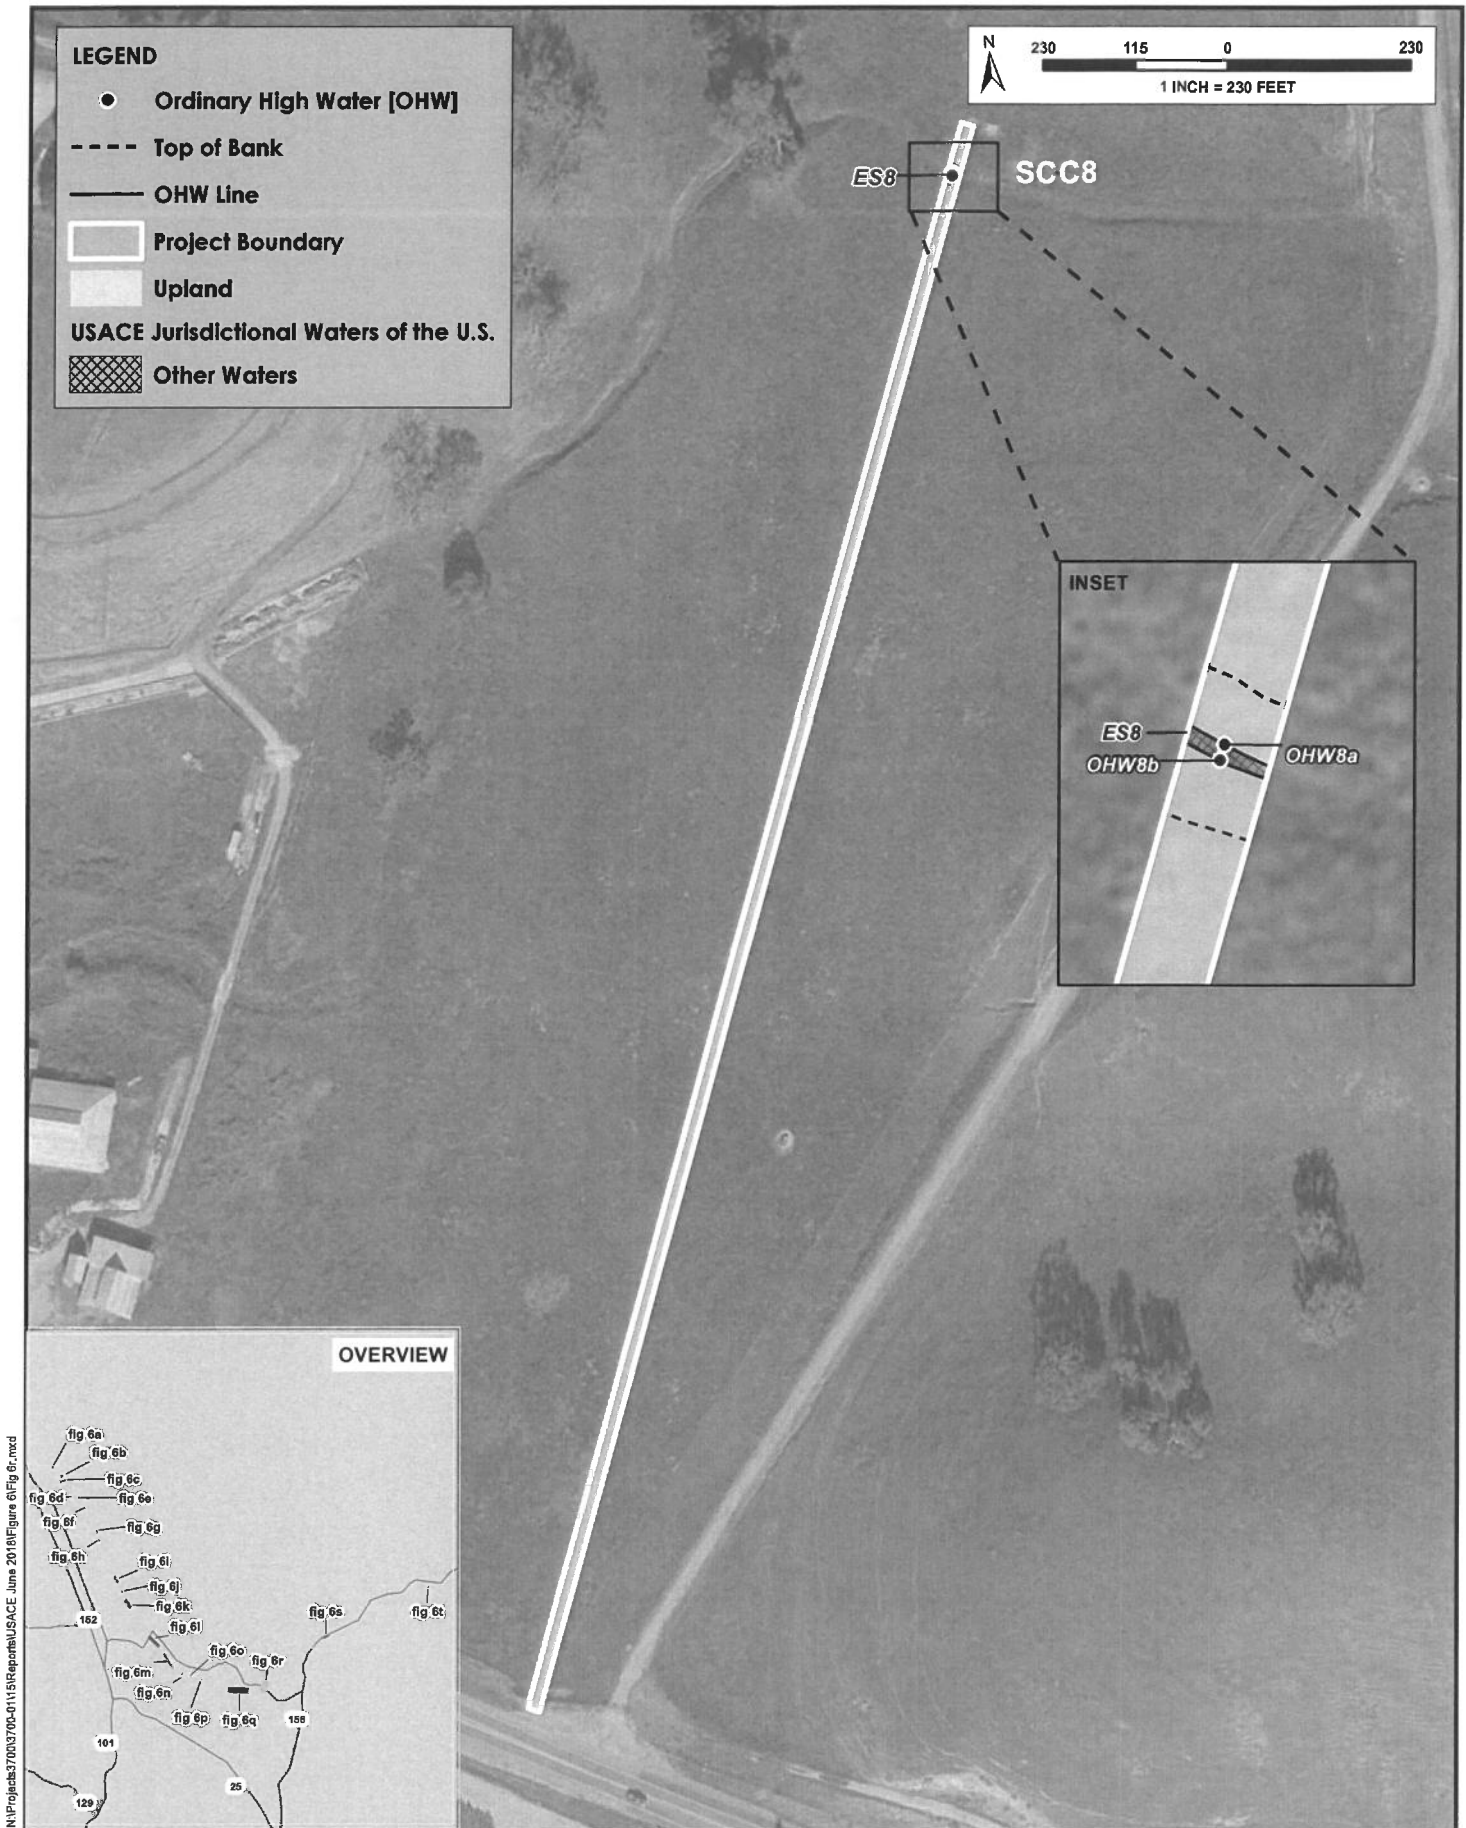 LEGEND
Ordinary High Water [OHW]
Top of Bank
OHW Line
Project Boundary
Upland
USACE Jurisdictional Waters of the U.S.
Other Waters
N
230 115 0 230
1 INCH = 230 FEET
ES8
SCC8
INSET
ES8
OHW8a
OHW8b
OVERVIEW
fig 6a
fig 6b
fig 6c
fig 6d
fig 6e
fig 6f
fig 6g
fig 6h
fig 6i
fig 6j
fig 6k
fig 6l
fig 6s
fig 6t
152
fig 6o
fig 6r
fig 6m
fig 6n
fig 6p
fig 6q
156
101
25
129
N:\Projects3700\3700-01\15\Reports\USACE June 2018\Figure 6\Fig 6r.mxd